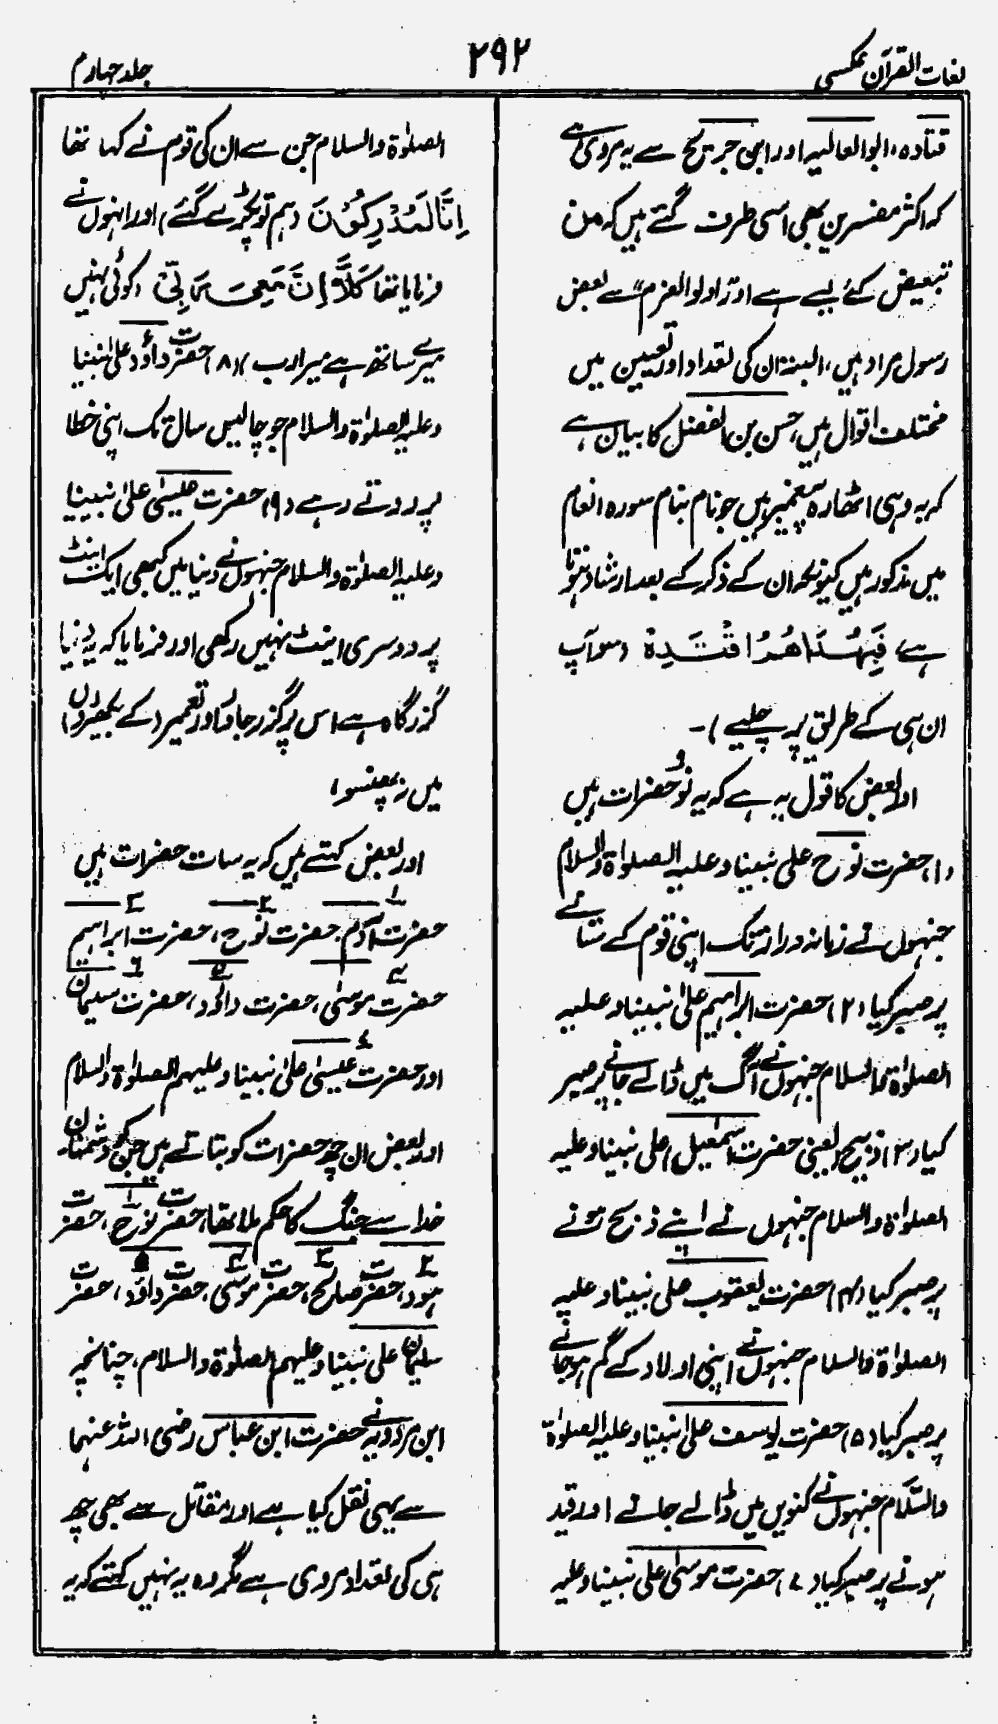 لغات القرآن عکسی
۲۹۲
جلد چہارم
قتادہ، ابوالعالیہ اور ابن جریج سے یہ مروی ہے
کہ اکثر مفسرین بھی اسی طرف گئے ہیں کہ من
تبعیض کے لیے ہے اور "اولوالعزم" سے بعض
رسول مراد ہیں، البتہ ان کی تعداد اور تعیین میں
مختلف اقوال ہیں، حسن بن الفضل کا بیان ہے
کہ یہ وہی اٹھارہ پیغمبر ہیں جو نام بنام سورہ انعام
میں مذکور ہیں کیونکہ ان کے ذکر کے بعد ارشاد ہوتا
ہے، فَبِهُدَاهُمُ اقْتَدِهْ (سو آپ
ان ہی کے طریق پر چلیے)۔
اور بعض کا قول یہ ہے کہ یہ نو حضرات ہیں
(۱) حضرت نوح علی نبینا وعلیہ الصلوٰۃ والسلام
جنہوں نے زمانہ دراز تک اپنی قوم کے ستانے
پر صبر کیا (۲) حضرت ابراہیم علیٰ نبینا وعلیہ
الصلوٰۃ والسلام جنہوں نے آگ میں ڈالے جانے پر صبر
کیا (۳) ذبیح (یعنی حضرت اسمٰعیل) علی نبینا وعلیہ
الصلوٰۃ والسلام جنہوں نے اپنے ذبح ہونے
پر صبر کیا (۴) حضرت یعقوب علی نبینا وعلیہ
الصلوٰۃ والسلام جنہوں نے اپنی اولاد کے گم ہوجانے
پر صبر کیا (۵) حضرت یوسف علیٰ نبینا وعلیہ الصلوٰۃ
والسَّلام جنہوں نے کنویں میں ڈالے جانے اور قید
ہونے پر صبر کیا (۷) حضرت موسیٰ علی نبینا وعلیہ
الصلوٰۃ والسلام جن سے ان کی قوم نے کہا تھا
اِنَّا لَمُدْرَكُوْنَ (ہم تو پکڑے گئے) اور انہوں نے
فرمایا تھا كَلَّا اِنَّ مَعِيَ رَبِّيْ (کوئی نہیں
میرے ساتھ ہے میرا رب) (۸) حضرت داؤد علیٰ نبینا
وعلیہ الصلوٰۃ والسلام جو چالیس سال تک اپنی خطا
پر روتے رہے (۹) حضرت عیسیٰ علیٰ نبینا
وعلیہ الصلوٰۃ والسلام جنہوں نے دنیا میں کبھی ایک اینٹ
پر دوسری اینٹ نہیں رکھی اور فرمایا کہ یہ دنیا
گزرگاہ ہے اس پر گزر جاؤ اور تعمیر (کے بکھیڑوں)
میں نہ پھنسو،
اور بعض کہتے ہیں کہ یہ سات حضرات ہیں
حضرت آدم، حضرت نوح، حضرت ابراہیم
حضرت موسیٰ، حضرت داؤد، حضرت سلیمان
اور حضرت عیسیٰ علیٰ نبینا وعلیہم الصلوٰۃ والسلام
اور بعض ان چھ حضرات کو بتاتے ہیں جن کو دشمنان
خدا سے جنگ کا حکم ملا تھا، حضرت نوح، حضرت
ہود، حضرت صالح، حضرت موسیٰ، حضرت داؤد، حضرت
سلیمان علی نبینا وعلیہم الصلوٰۃ والسلام، چنانچہ
ابن مردویہ نے حضرت ابن عباس رضی اللہ عنہما
سے یہی نقل کیا ہے اور مقاتل سے بھی چھ
ہی کی تعداد مروی ہے مگر وہ یہ نہیں کہتے کہ یہ